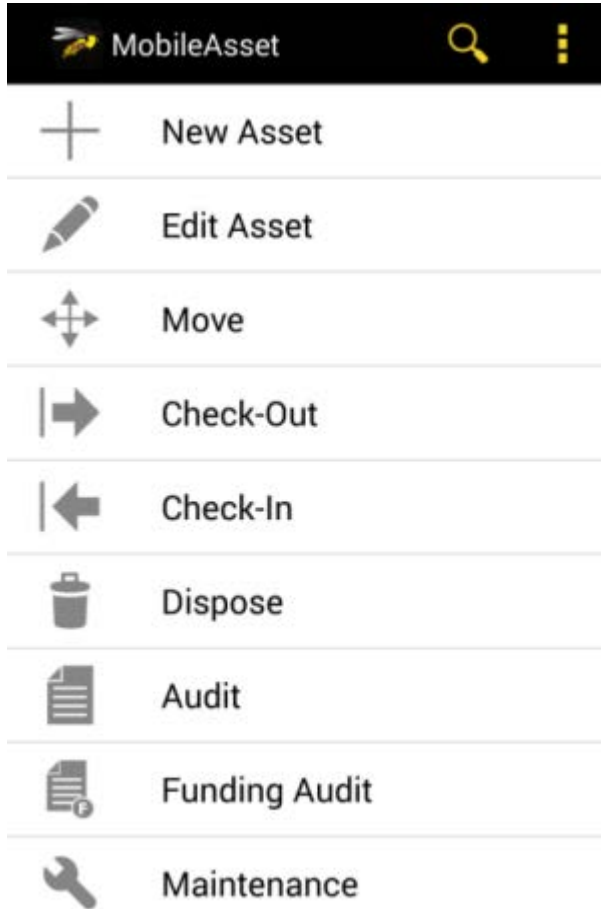 MobileAsset
New Asset
Edit Asset
Move
Check-Out
Check-In
Dispose
Audit
Funding Audit
F
Maintenance